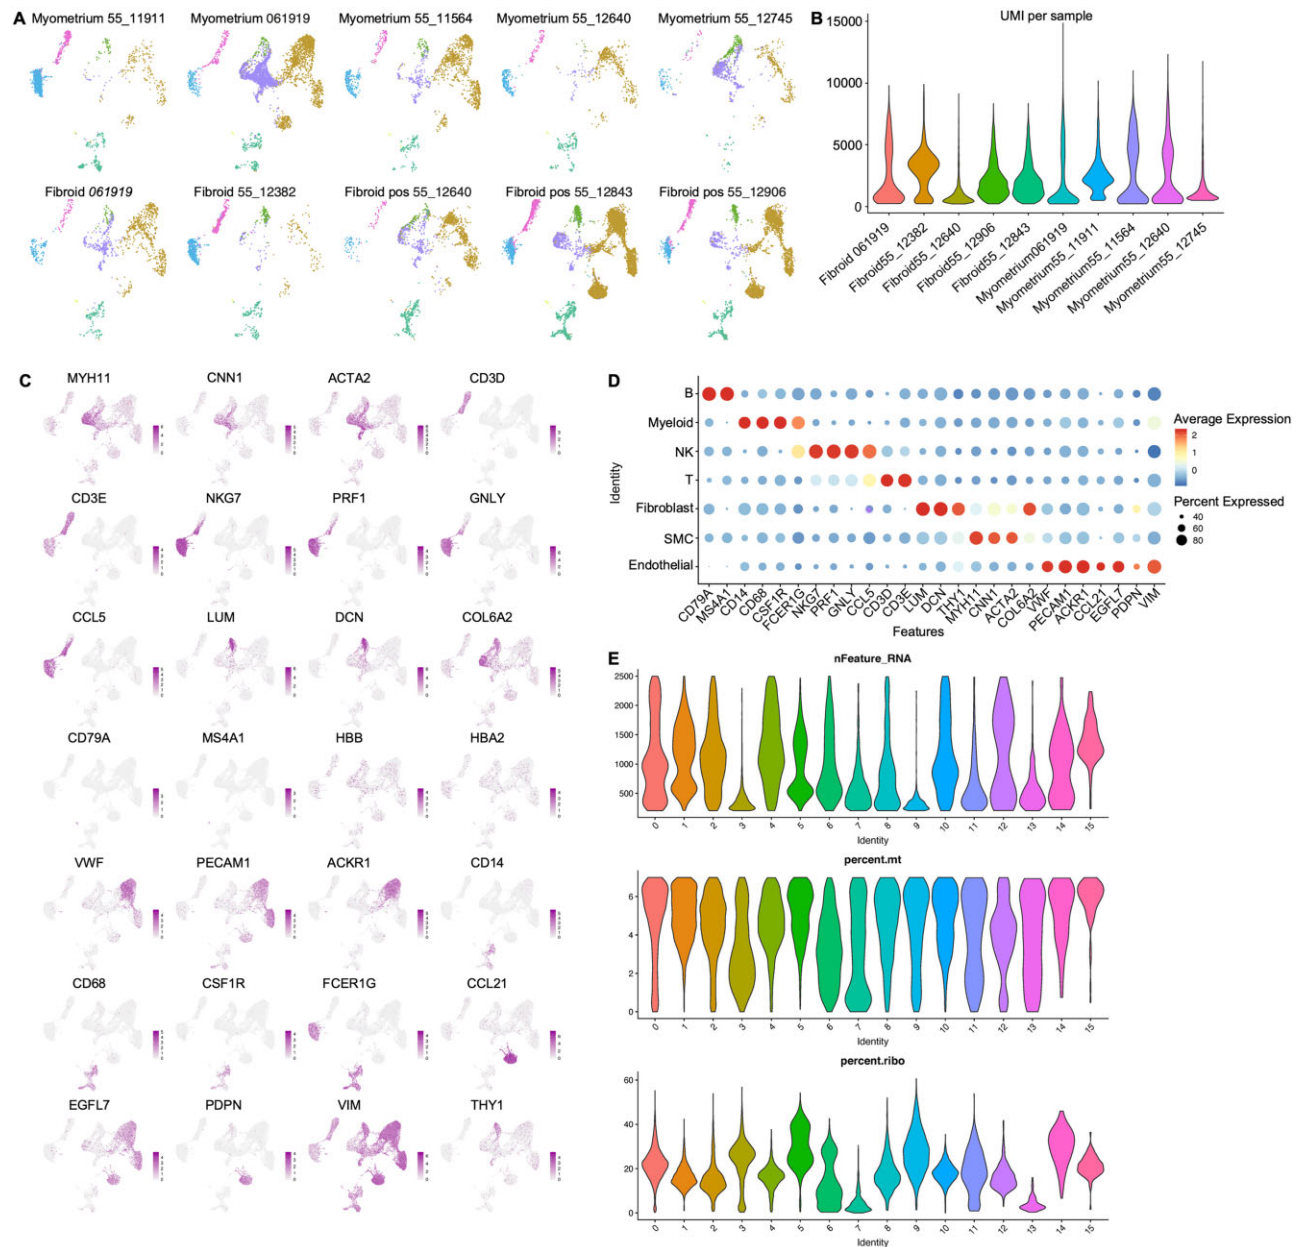 A
Myometrium 55_11911 Myometrium 061919 Myometrium 55_11564 Myometrium 55_12640 Myometrium 55_12745
Fibroid 061919 Fibroid 55_12382 Fibroid pos 55_12640 Fibroid pos 55_12843 Fibroid pos 55_12906
B
UMI per sample
15000
10000
5000
0
Fibroid 061919
Fibroid55_12382
Fibroid55_12640
Fibroid55_12906
Fibroid55_12843
Myometrium061919
Myometrium55_11911
Myometrium55_11564
Myometrium55_12640
Myometrium55_12745
C
MYH11 CNN1 ACTA2 CD3D
CD3E NKG7 PRF1 GNLY
CCL5 LUM DCN COL6A2
CD79A MS4A1 HBB HBA2
VWF PECAM1 ACKR1 CD14
CD68 CSF1R FCER1G CCL21
EGFL7 PDPN VIM THY1
D
B
Myeloid
NK
T
Fibroblast
SMC
Endothelial
Identity
CD79A
MS4A1
CD14
CD68
CSF1R
FCER1G
NKG7
PRF1
GNLY
CCL5
CD3D
CD3E
LUM
DCN
THY1
MYH11
CNN1
ACTA2
COL6A2
VWF
PECAM1
ACKR1
CCL21
EGFL7
PDPN
VIM
Features
Average Expression
2
1
0
Percent Expressed
40
60
80
E
nFeature_RNA
2500
2000
1500
1000
500
0 1 2 3 4 5 6 7 8 9 10 11 12 13 14 15
Identity
percent.mt
6
4
2
0
0 1 2 3 4 5 6 7 8 9 10 11 12 13 14 15
Identity
percent.ribo
60
40
20
0
0 1 2 3 4 5 6 7 8 9 10 11 12 13 14 15
Identity